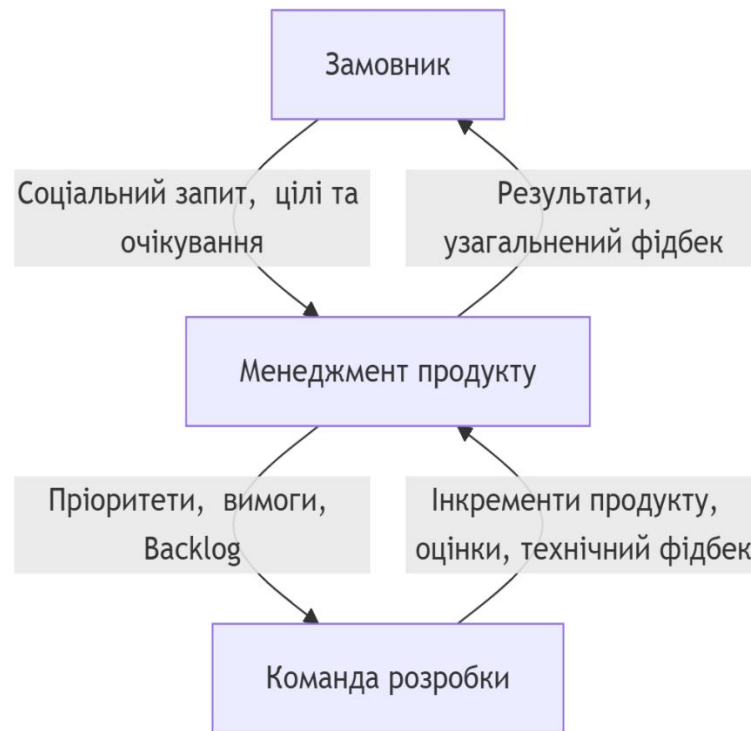 Замовник
Соціальний запит, цілі та
очікування
Результати,
узагальнений фідбек
Менеджмент продукту
Пріоритети, вимоги,
Backlog
Інкременти продукту,
оцінки, технічний фідбек
Команда розробки